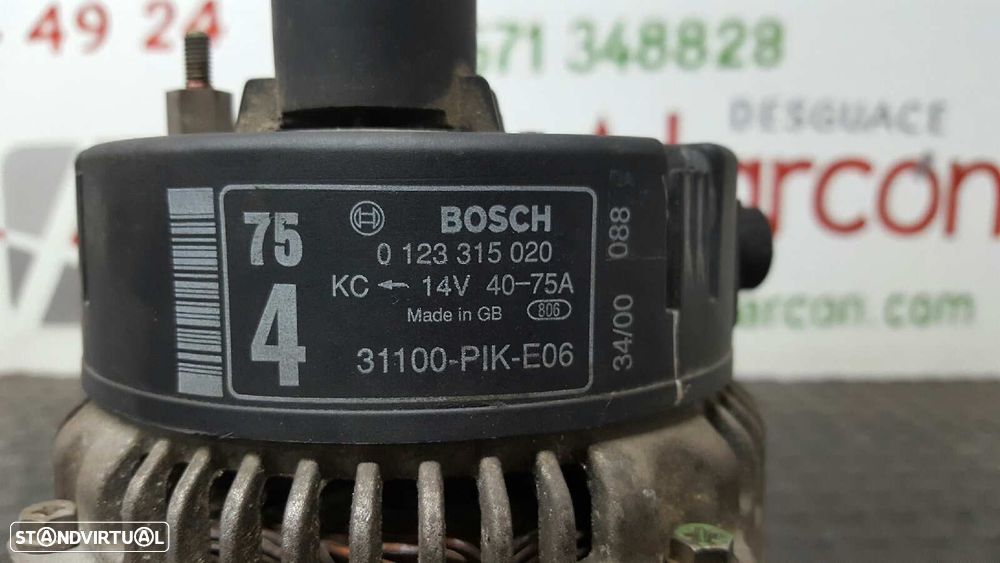 49 24
671 348828
DESGUACE
arcón
arcon.com
75
4
BOSCH
0 123 315 020
KC ← 14V 40-75A
Made in GB 806
31100-PIK-E06
34/00 088
STANDVIRTUAL